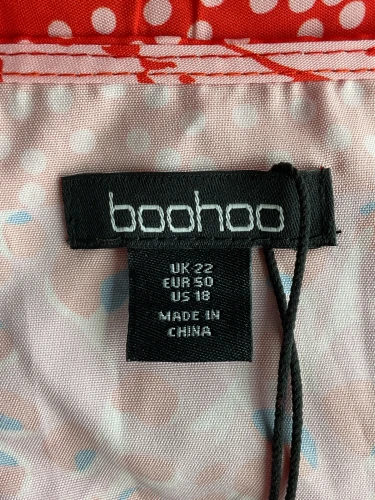 boohoo
UK 22
EUR 50
US 18
MADE IN
CHINA